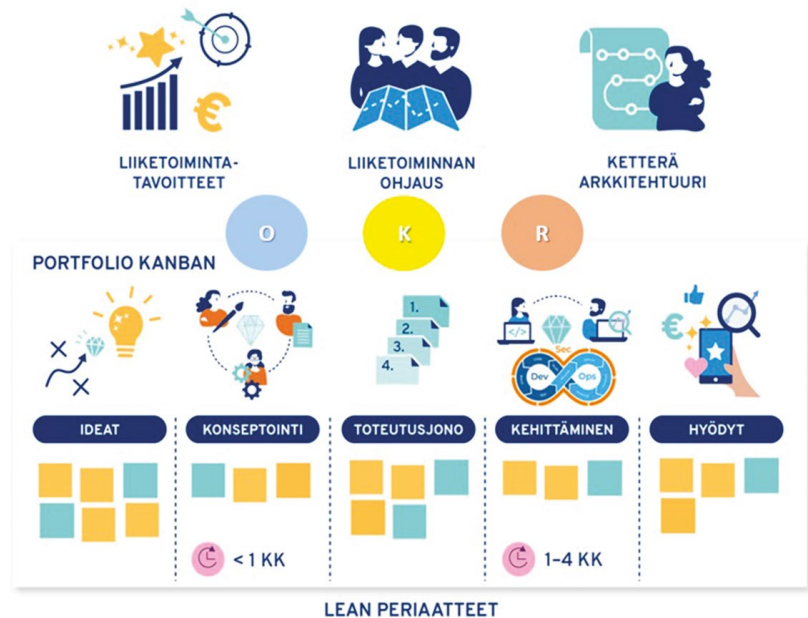 LIIKETOIMINTA-
TAVOITTEET
LIIKETOIMINNAN
OHJAUS
KETTERÄ
ARKKITEHTUURI
O
K
R
PORTFOLIO KANBAN
1.
2.
3.
4.
</>
Sec
Dev
Ops
IDEAT
KONSEPTOINTI
TOTEUTUSJONO
KEHITTÄMINEN
HYÖDYT
< 1 KK
1–4 KK
LEAN PERIAATTEET